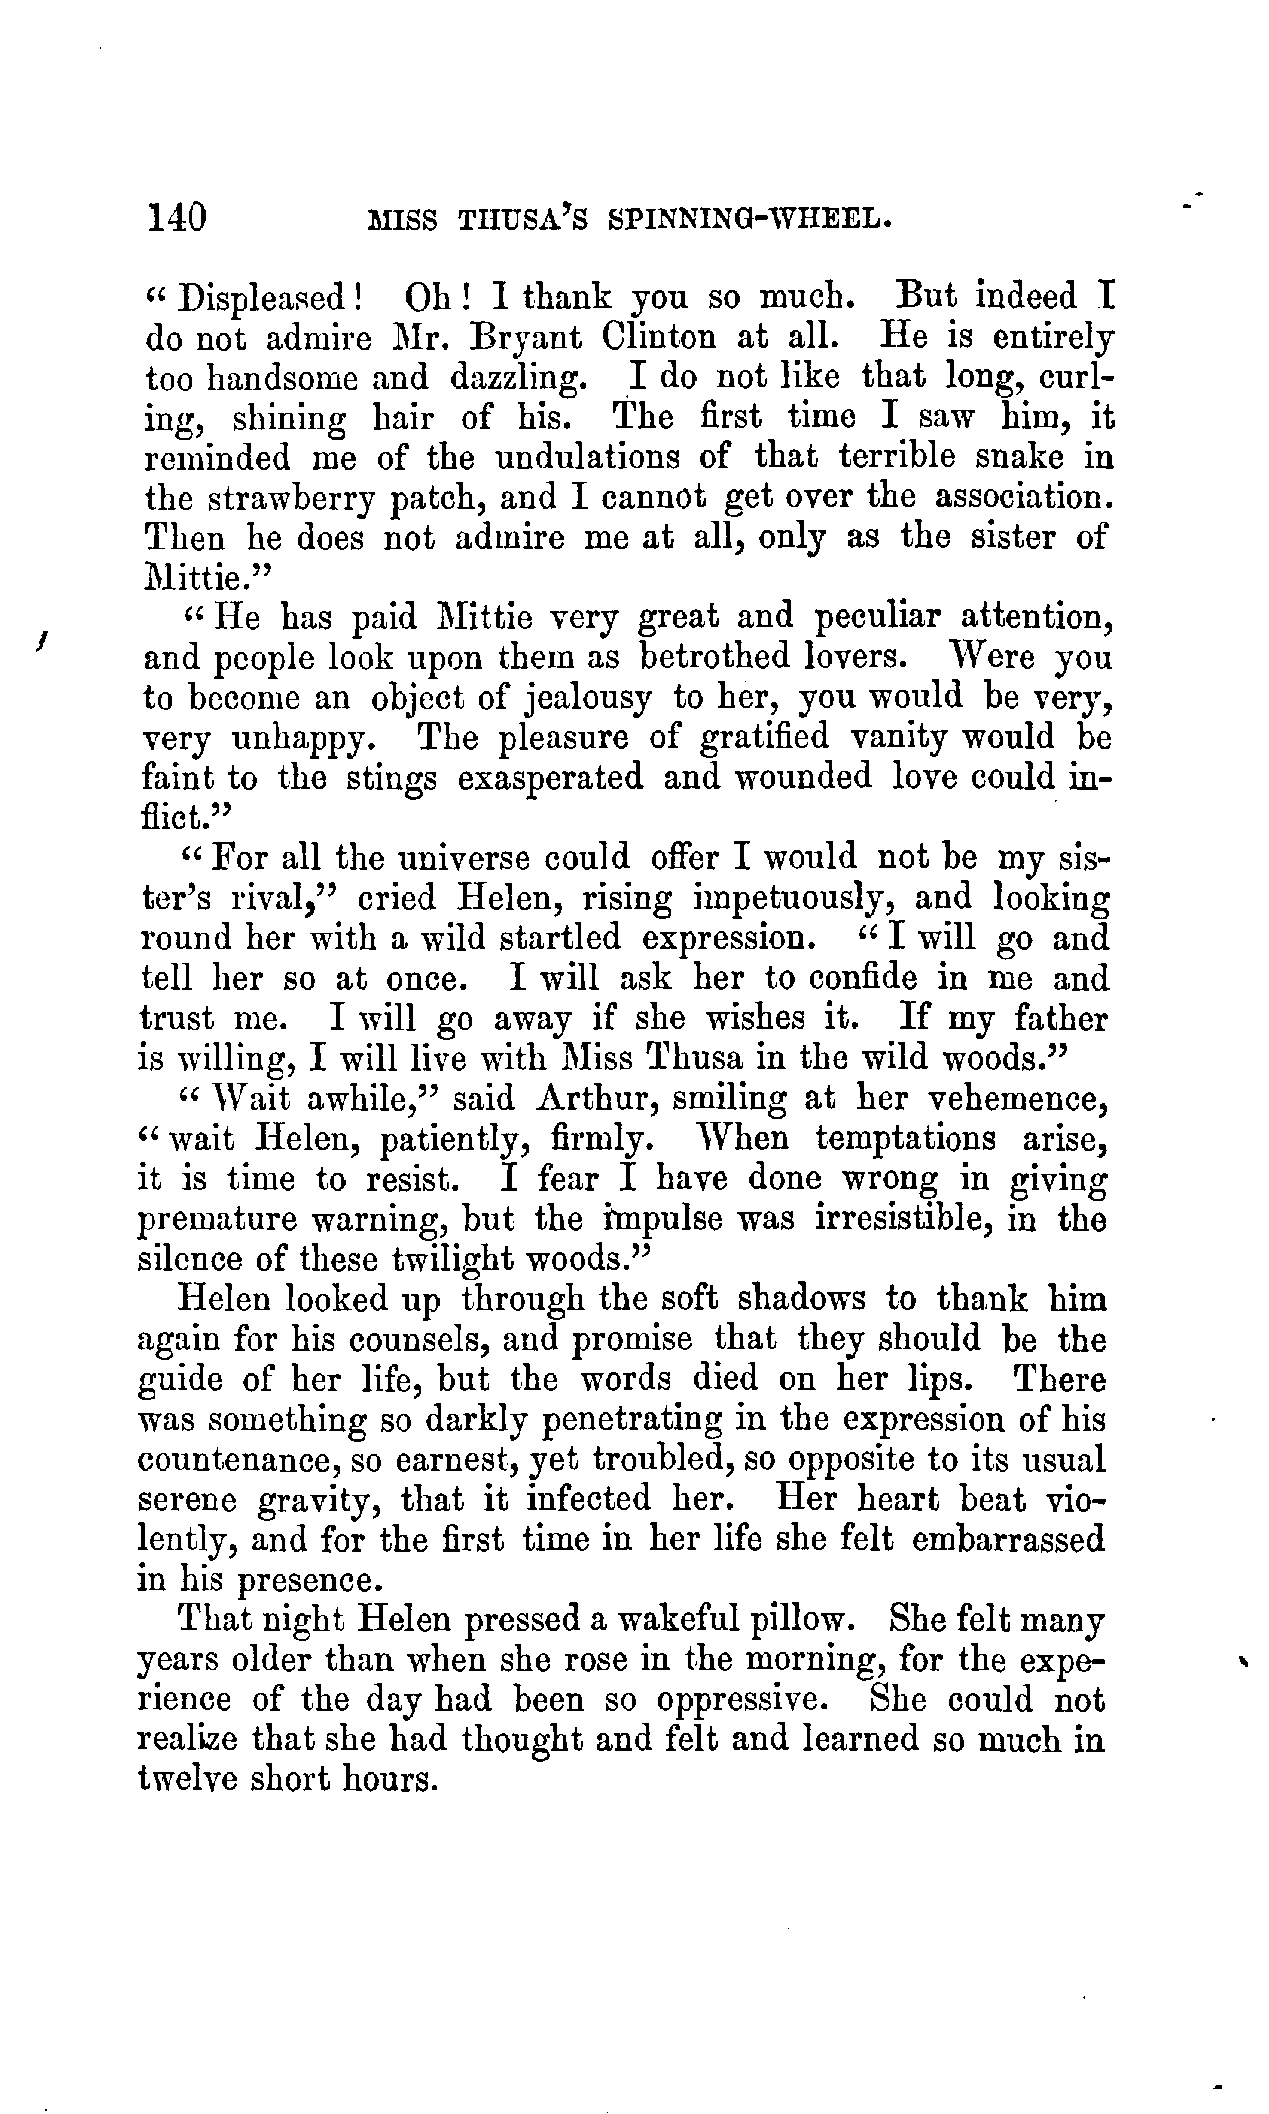 140 MISS THUSA'S SPINNING-WHEEL.
" Displeased ! Oh ! I thank you so much. But indeed I
do not admire Mr. Bryant Clinton at all. He is entirely
too handsome and dazzling. I do not like that long, curl-
ing, shining hair of his. The first time I saw him, it
reminded me of the undulations of that terrible snake in
the strawberry patch, and I cannot get over the association.
Then he does not admire me at all, only as the sister of
Mittie."
" He has paid Mittie very great and peculiar attention,
and people look upon them as betrothed lovers. Were you
to become an object of jealousy to her, you would be very,
very unhappy. The pleasure of gratified vanity would be
faint to the stings exasperated and wounded love could in-
flict."
" For all the universe could offer I would not be my sis-
ter's rival," cried Helen, rising impetuously, and looking
round her with a wild startled expression. " I will go and
tell her so at once. I will ask her to confide in me and
trust me. I will go away if she wishes it. If my father
is willing, I will live with Miss Thusa in the wild woods."
" Wait awhile," said Arthur, smiling at her vehemence,
" wait Helen, patiently, firmly. When temptations arise,
it is time to resist. I fear I have done wrong in giving
premature warning, but the impulse was irresistible, in the
silence of these twilight woods."
Helen looked up through the soft shadows to thank him
again for his counsels, and promise that they should be the
guide of her life, but the words died on her lips. There
was something so darkly penetrating in the expression of his
countenance, so earnest, yet troubled, so opposite to its usual
serene gravity, that it infected her. Her heart beat vio-
lently, and for the first time in her life she felt embarrassed
in his presence.
That night Helen pressed a wakeful pillow. She felt many
years older than when she rose in the morning, for the expe-
rience of the day had been so oppressive. She could not
realize that she had thought and felt and learned so much in
twelve short hours.